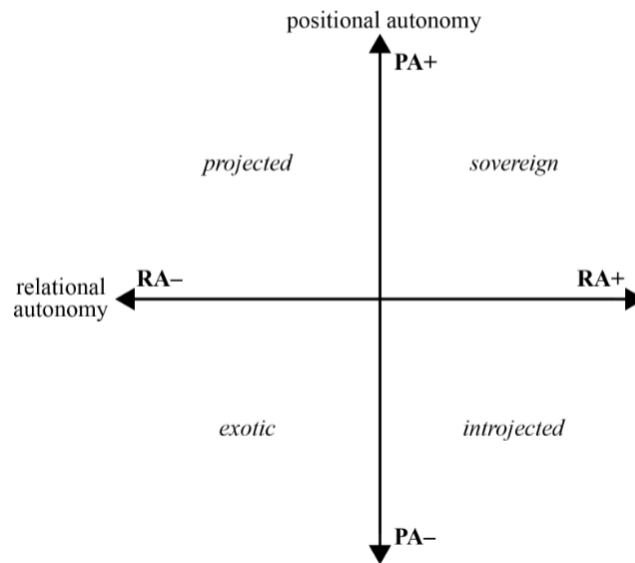 positional autonomy
PA+
projected
sovereign
RA–
RA+
relational
autonomy
exotic
introjected
PA–